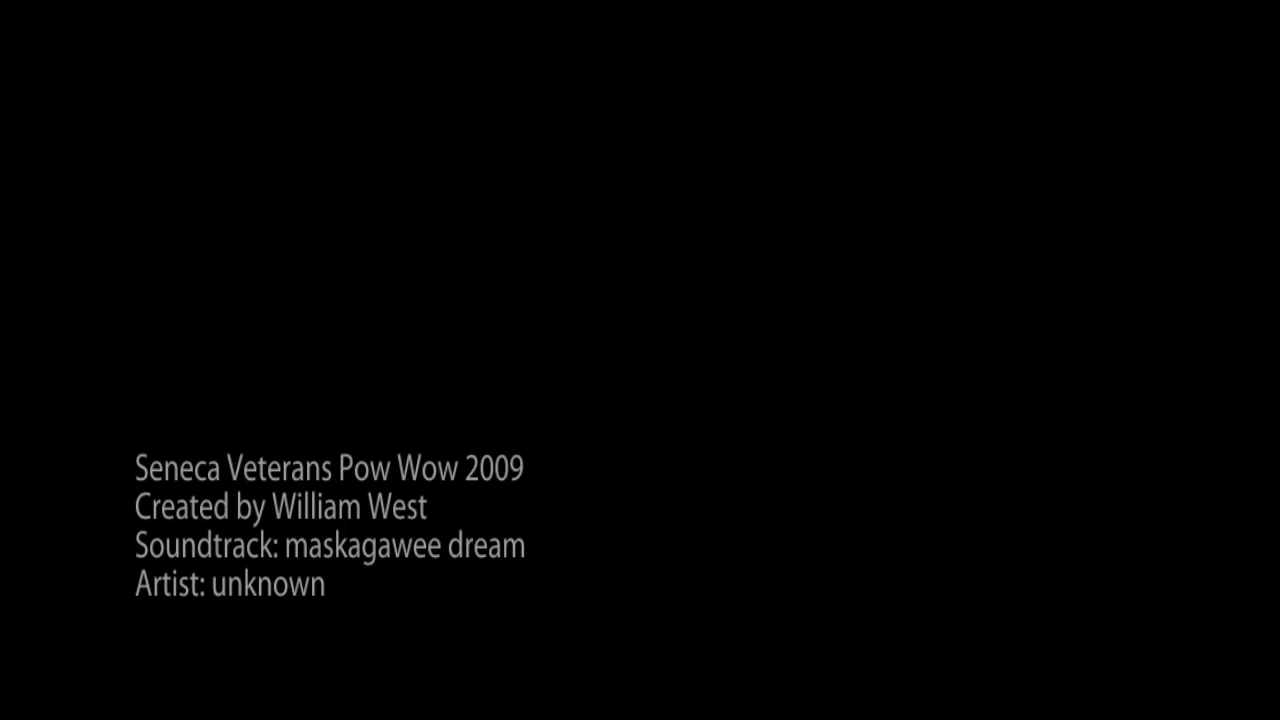 Seneca Veterans Pow Wow 2009
Created by William West
Soundtrack: maskagawee dream
Artist: unknown